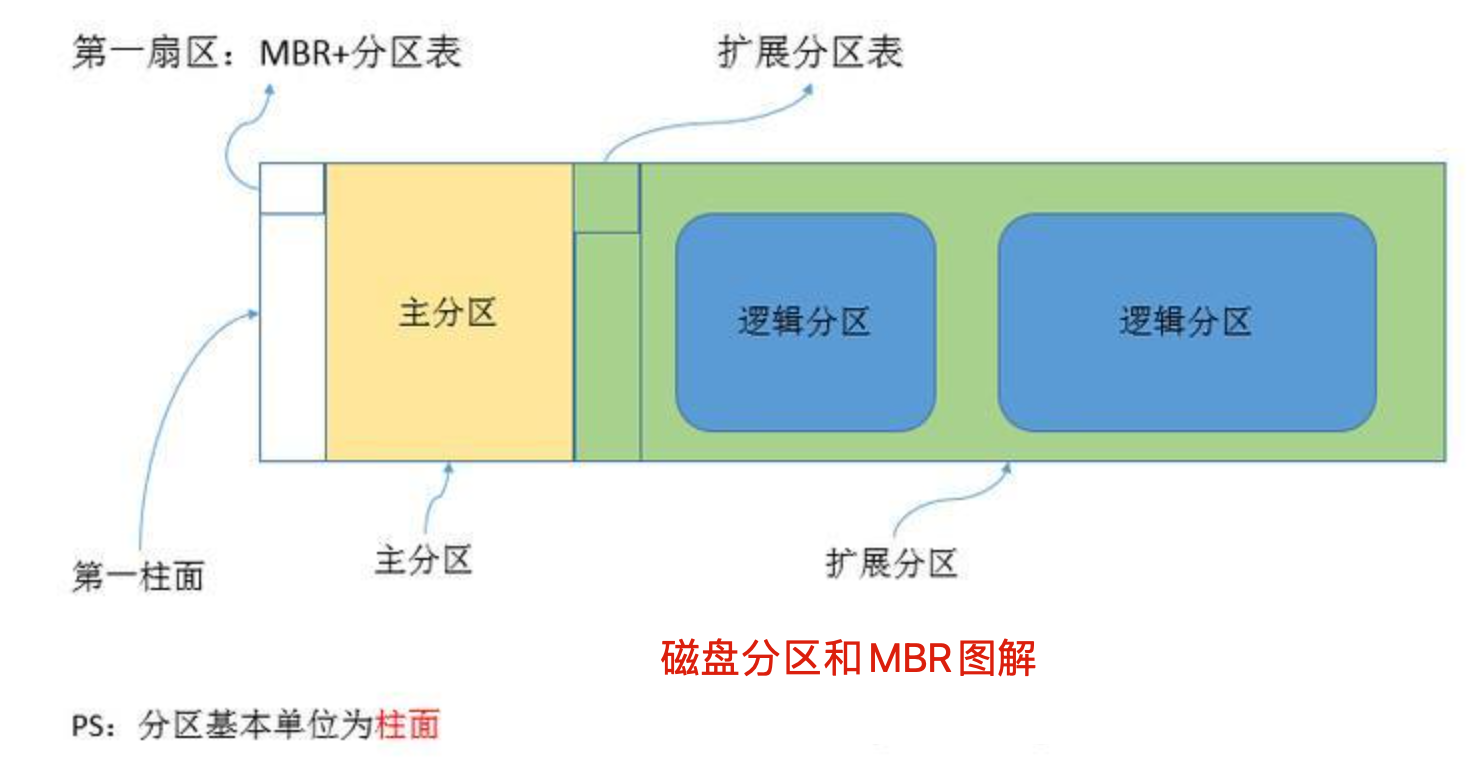 第一扇区：MBR+分区表
扩展分区表
主分区
逻辑分区
逻辑分区
第一柱面
主分区
扩展分区
磁盘分区和MBR图解
PS：分区基本单位为柱面